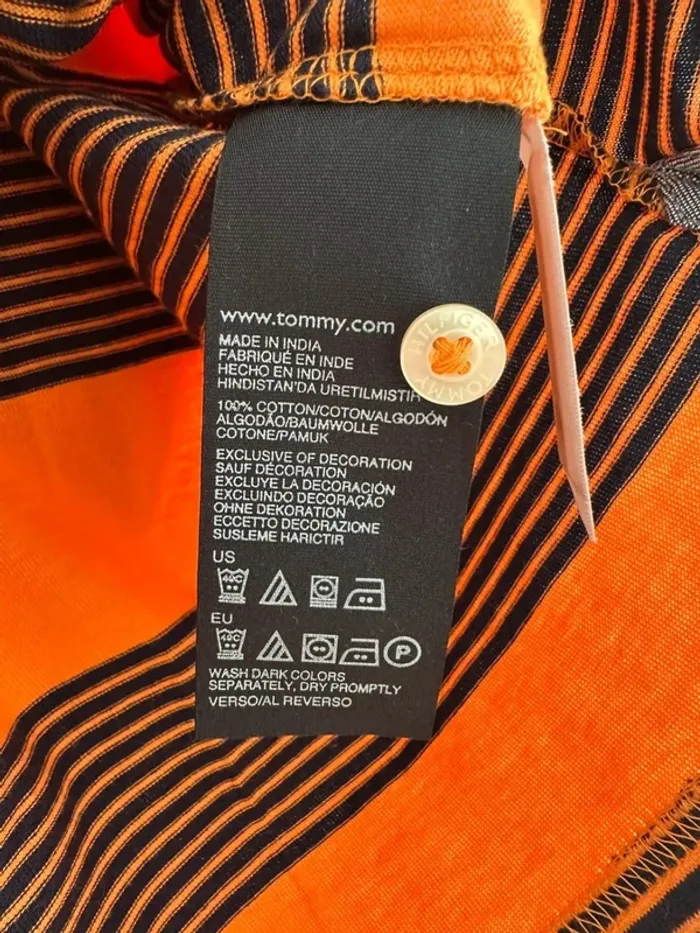 www.tommy.com
HILFIGER
TOMMY
MADE IN INDIA
FABRIQUÉ EN INDE
HECHO EN INDIA
HINDISTAN'DA URETILMISTIR
100% COTTON/COTON/ALGODÓN
ALGODÃO/BAUMWOLLE
COTONE/PAMUK
EXCLUSIVE OF DECORATION
SAUF DÉCORATION
EXCLUYE LA DECORACIÓN
EXCLUINDO DECORAÇÃO
OHNE DEKORATION
ECCETTO DECORAZIONE
SUSLEME HARICTIR
US
40C
EU
40C
P
WASH DARK COLORS
SEPARATELY, DRY PROMPTLY
VERSO/AL REVERSO